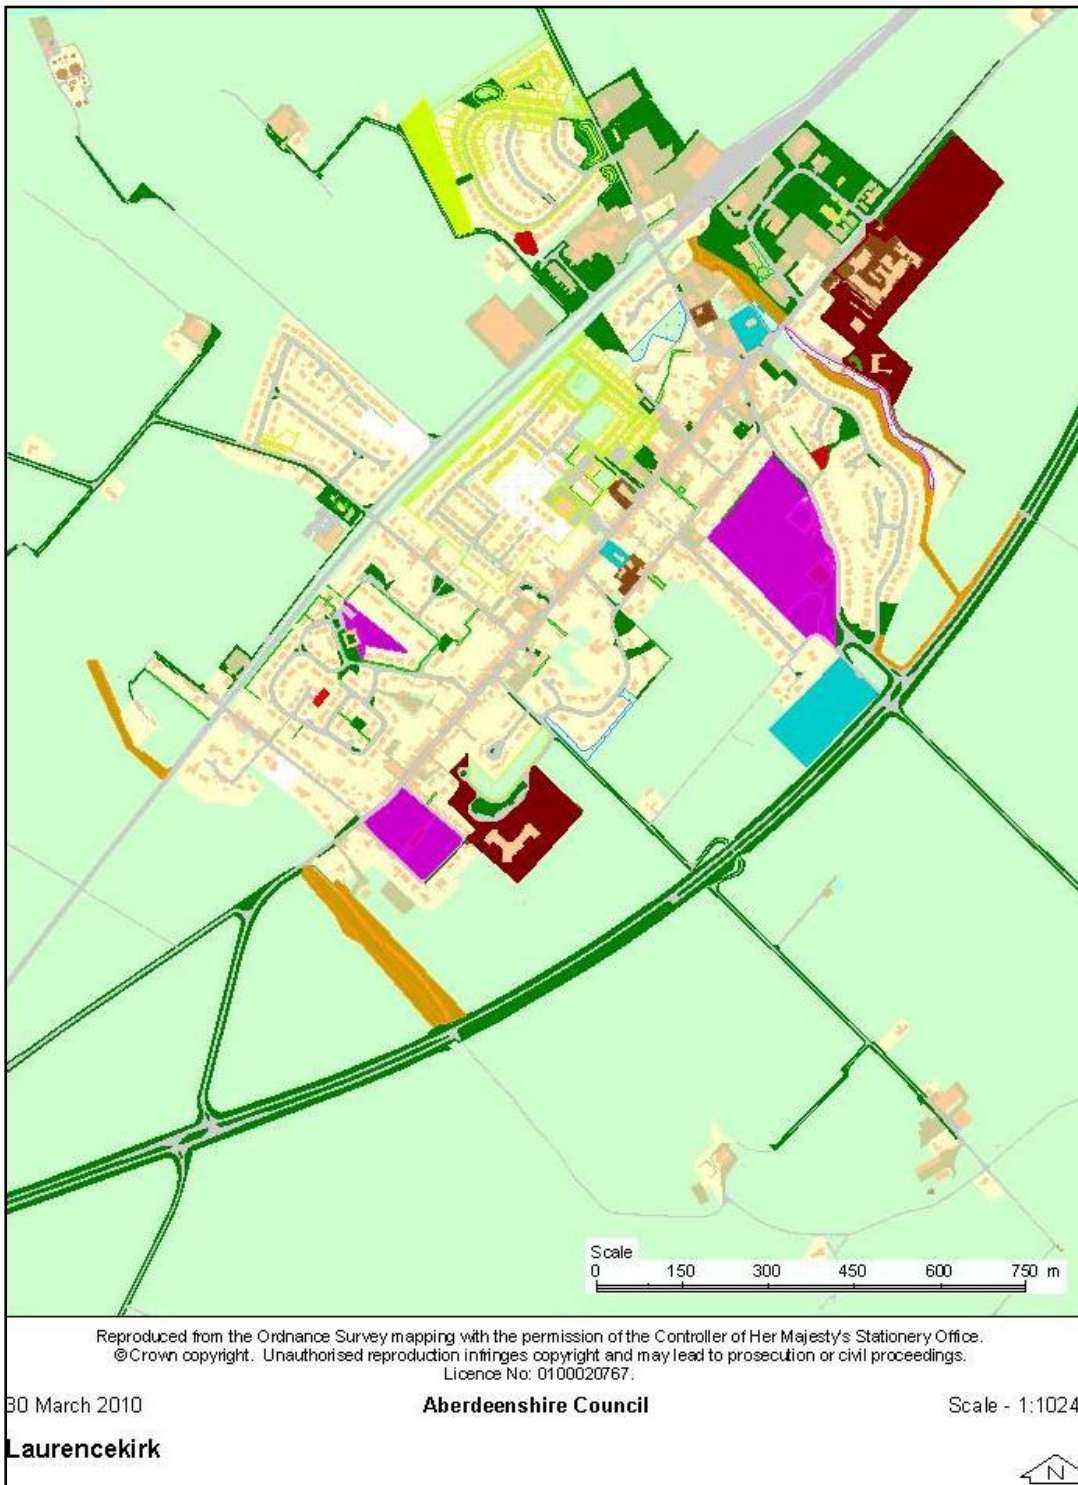 Scale
0 150 300 450 600 750 m
Reproduced from the Ordnance Survey mapping with the permission of the Controller of Her Majesty's Stationery Office.
©Crown copyright. Unauthorised reproduction infringes copyright and may lead to prosecution or civil proceedings.
Licence No: 0100020767.
30 March 2010 Aberdeenshire Council Scale - 1:1024
Laurencekirk
N